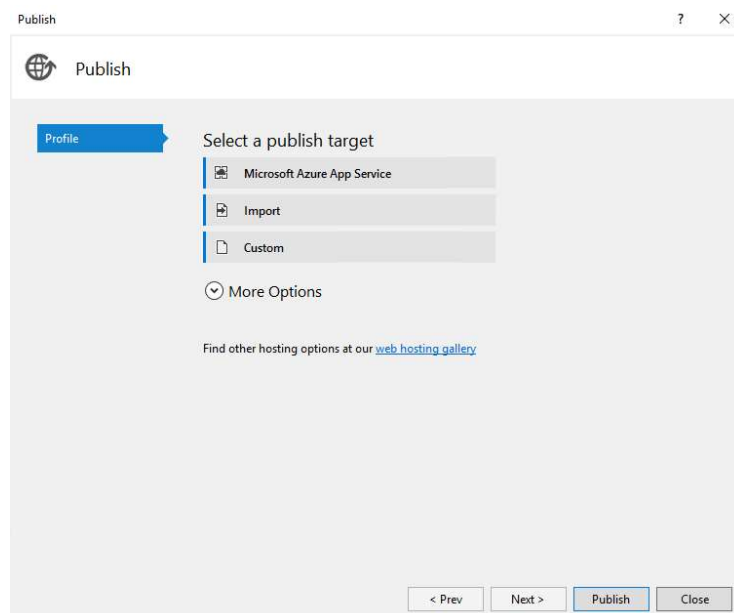 Publish
?
Publish
Profile
Select a publish target
Microsoft Azure App Service
Import
Custom
More Options
Find other hosting options at our web hosting gallery
< Prev
Next >
Publish
Close